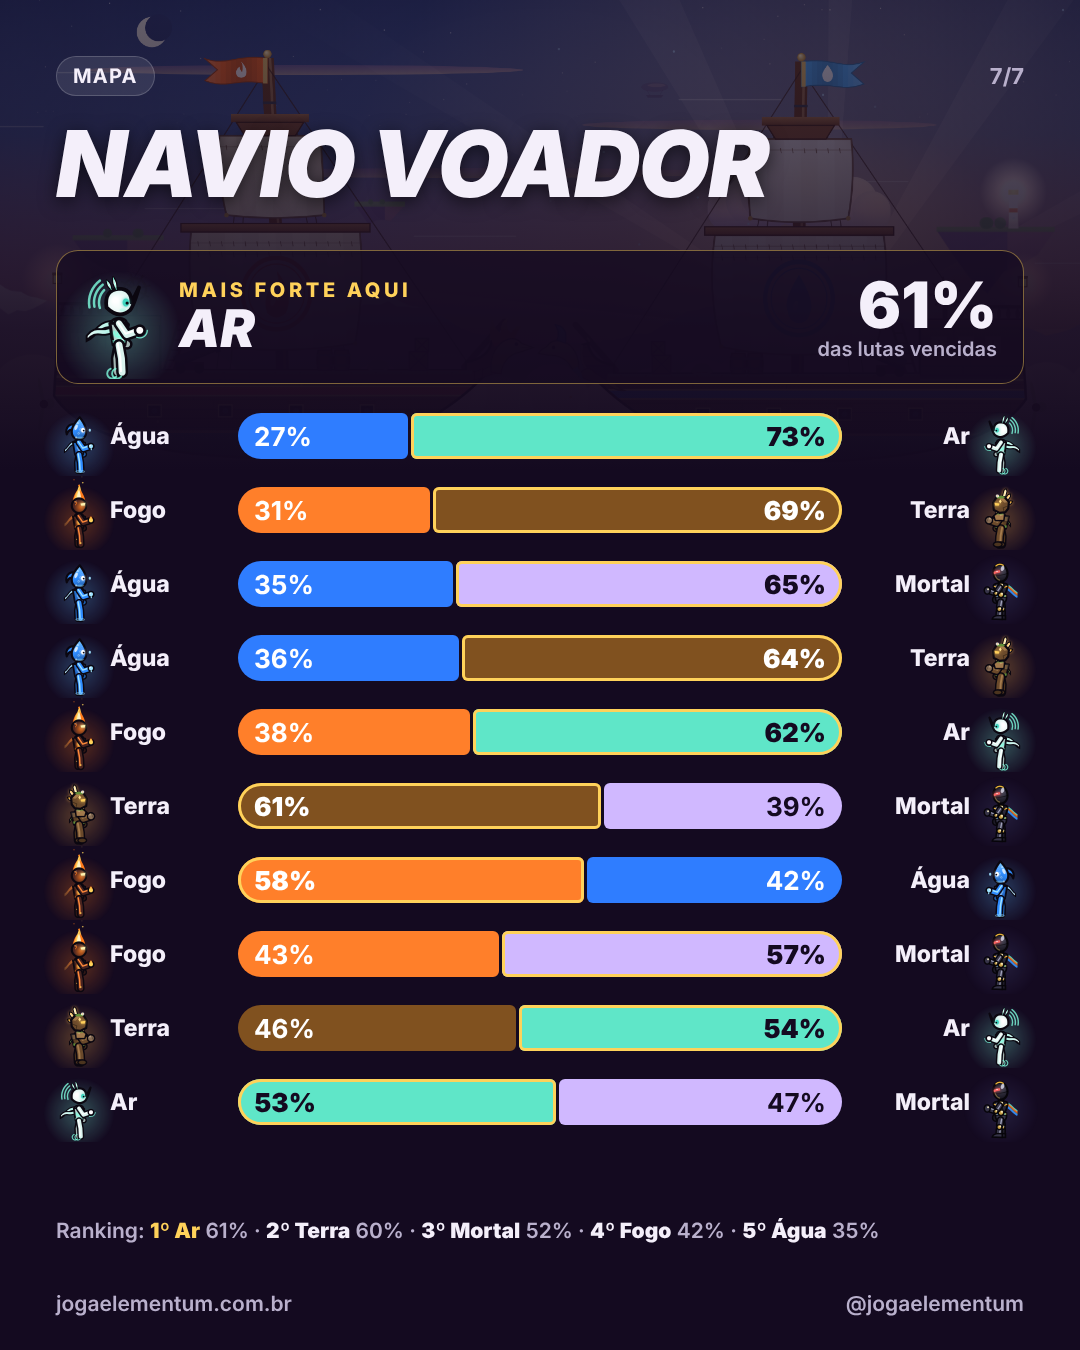 MAPA
7/7
NAVIO VOADOR
MAIS FORTE AQUI
AR
61%
das lutas vencidas
Água 27% 73% Ar
Fogo 31% 69% Terra
Água 35% 65% Mortal
Água 36% 64% Terra
Fogo 38% 62% Ar
Terra 61% 39% Mortal
Fogo 58% 42% Água
Fogo 43% 57% Mortal
Terra 46% 54% Ar
Ar 53% 47% Mortal
Ranking: 1º Ar 61% · 2º Terra 60% · 3º Mortal 52% · 4º Fogo 42% · 5º Água 35%
jogaelementum.com.br
@jogaelementum